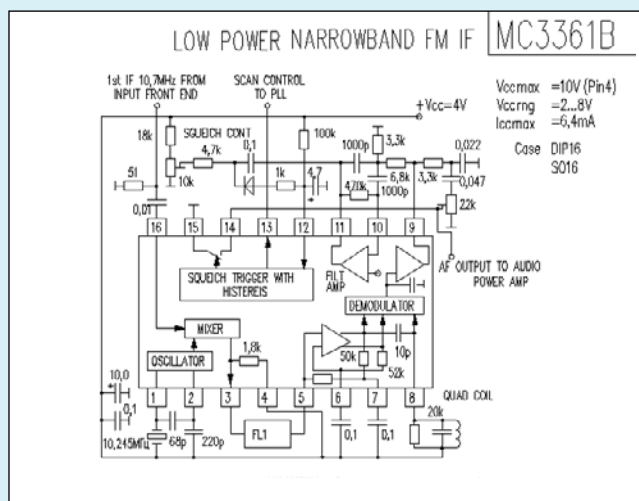 LOW POWER NARROWBAND FM IF
MC3361B
1st IF 10,7MHz FROM
INPUT FRONT END
SCAN CONTROL
TO PLL
Vccmax =10V (Pin4)
Vccrng =2...8V
Iccmax =6,4mA
Case DIP16
SO16
+Vcc=4V
18k
SQUEICH CONT
4,7k
0,1
100k
1000p
3,3k
0,022
10k
51
1k
4,7
6,8k
3,3k
0,047
470k
1000p
22k
0,01
16
15
14
13
12
11
10
9
AF OUTPUT TO AUDIO
POWER AMP
SQUEICH TRIGGER WITH
HISTEREIS
FILT
AMP
DEMODULATOR
MIXER
1,8k
OSCILLATOR
50k
10p
52k
10,0
0,1
1
2
3
4
5
6
7
8
QUAD COIL
20k
10,245МГц
68p
220p
FL1
0,1
0,1